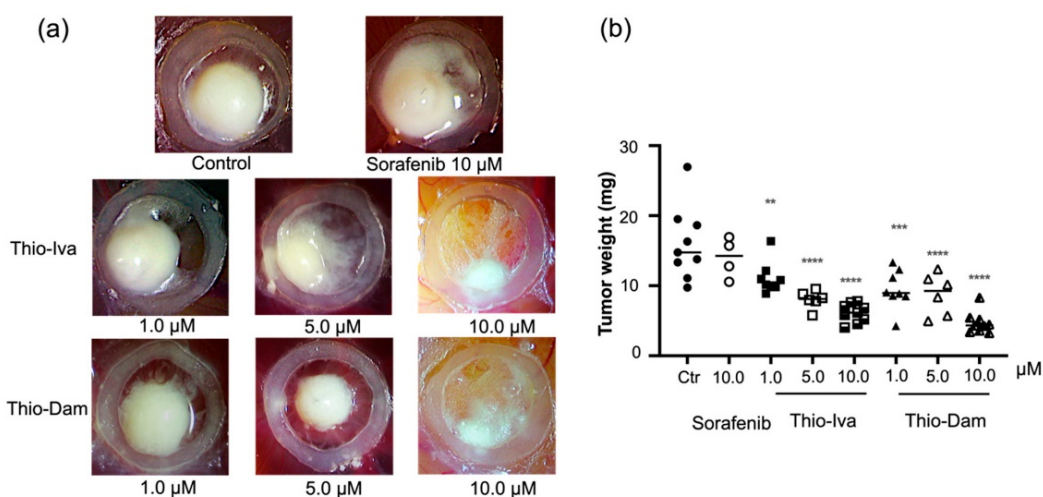 (a)
Control
Sorafenib 10 μM
Thio-Iva
1.0 μM
5.0 μM
10.0 μM
Thio-Dam
1.0 μM
5.0 μM
10.0 μM
(b)
Tumor weight (mg)
30
20
10
0
**
****
****
***
****
****
Ctr 10.0 1.0 5.0 10.0 1.0 5.0 10.0 μM
Sorafenib Thio-Iva Thio-Dam